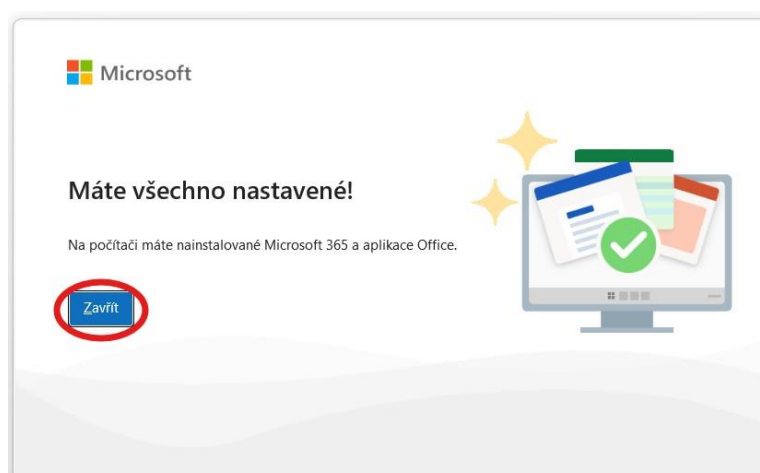 Microsoft
Máte všechno nastavené!
Na počítači máte nainstalované Microsoft 365 a aplikace Office.
Zavřít